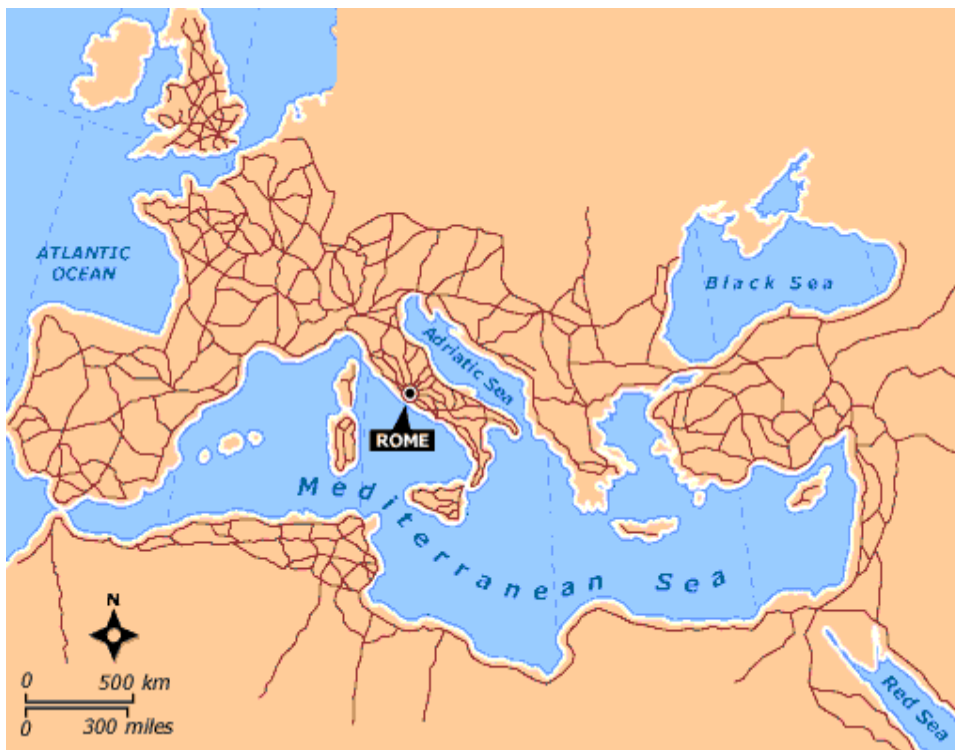 ATLANTIC
OCEAN
Black Sea
Adriatic Sea
ROME
Mediterranean Sea
N
0 500 km
0 300 miles
Red Sea